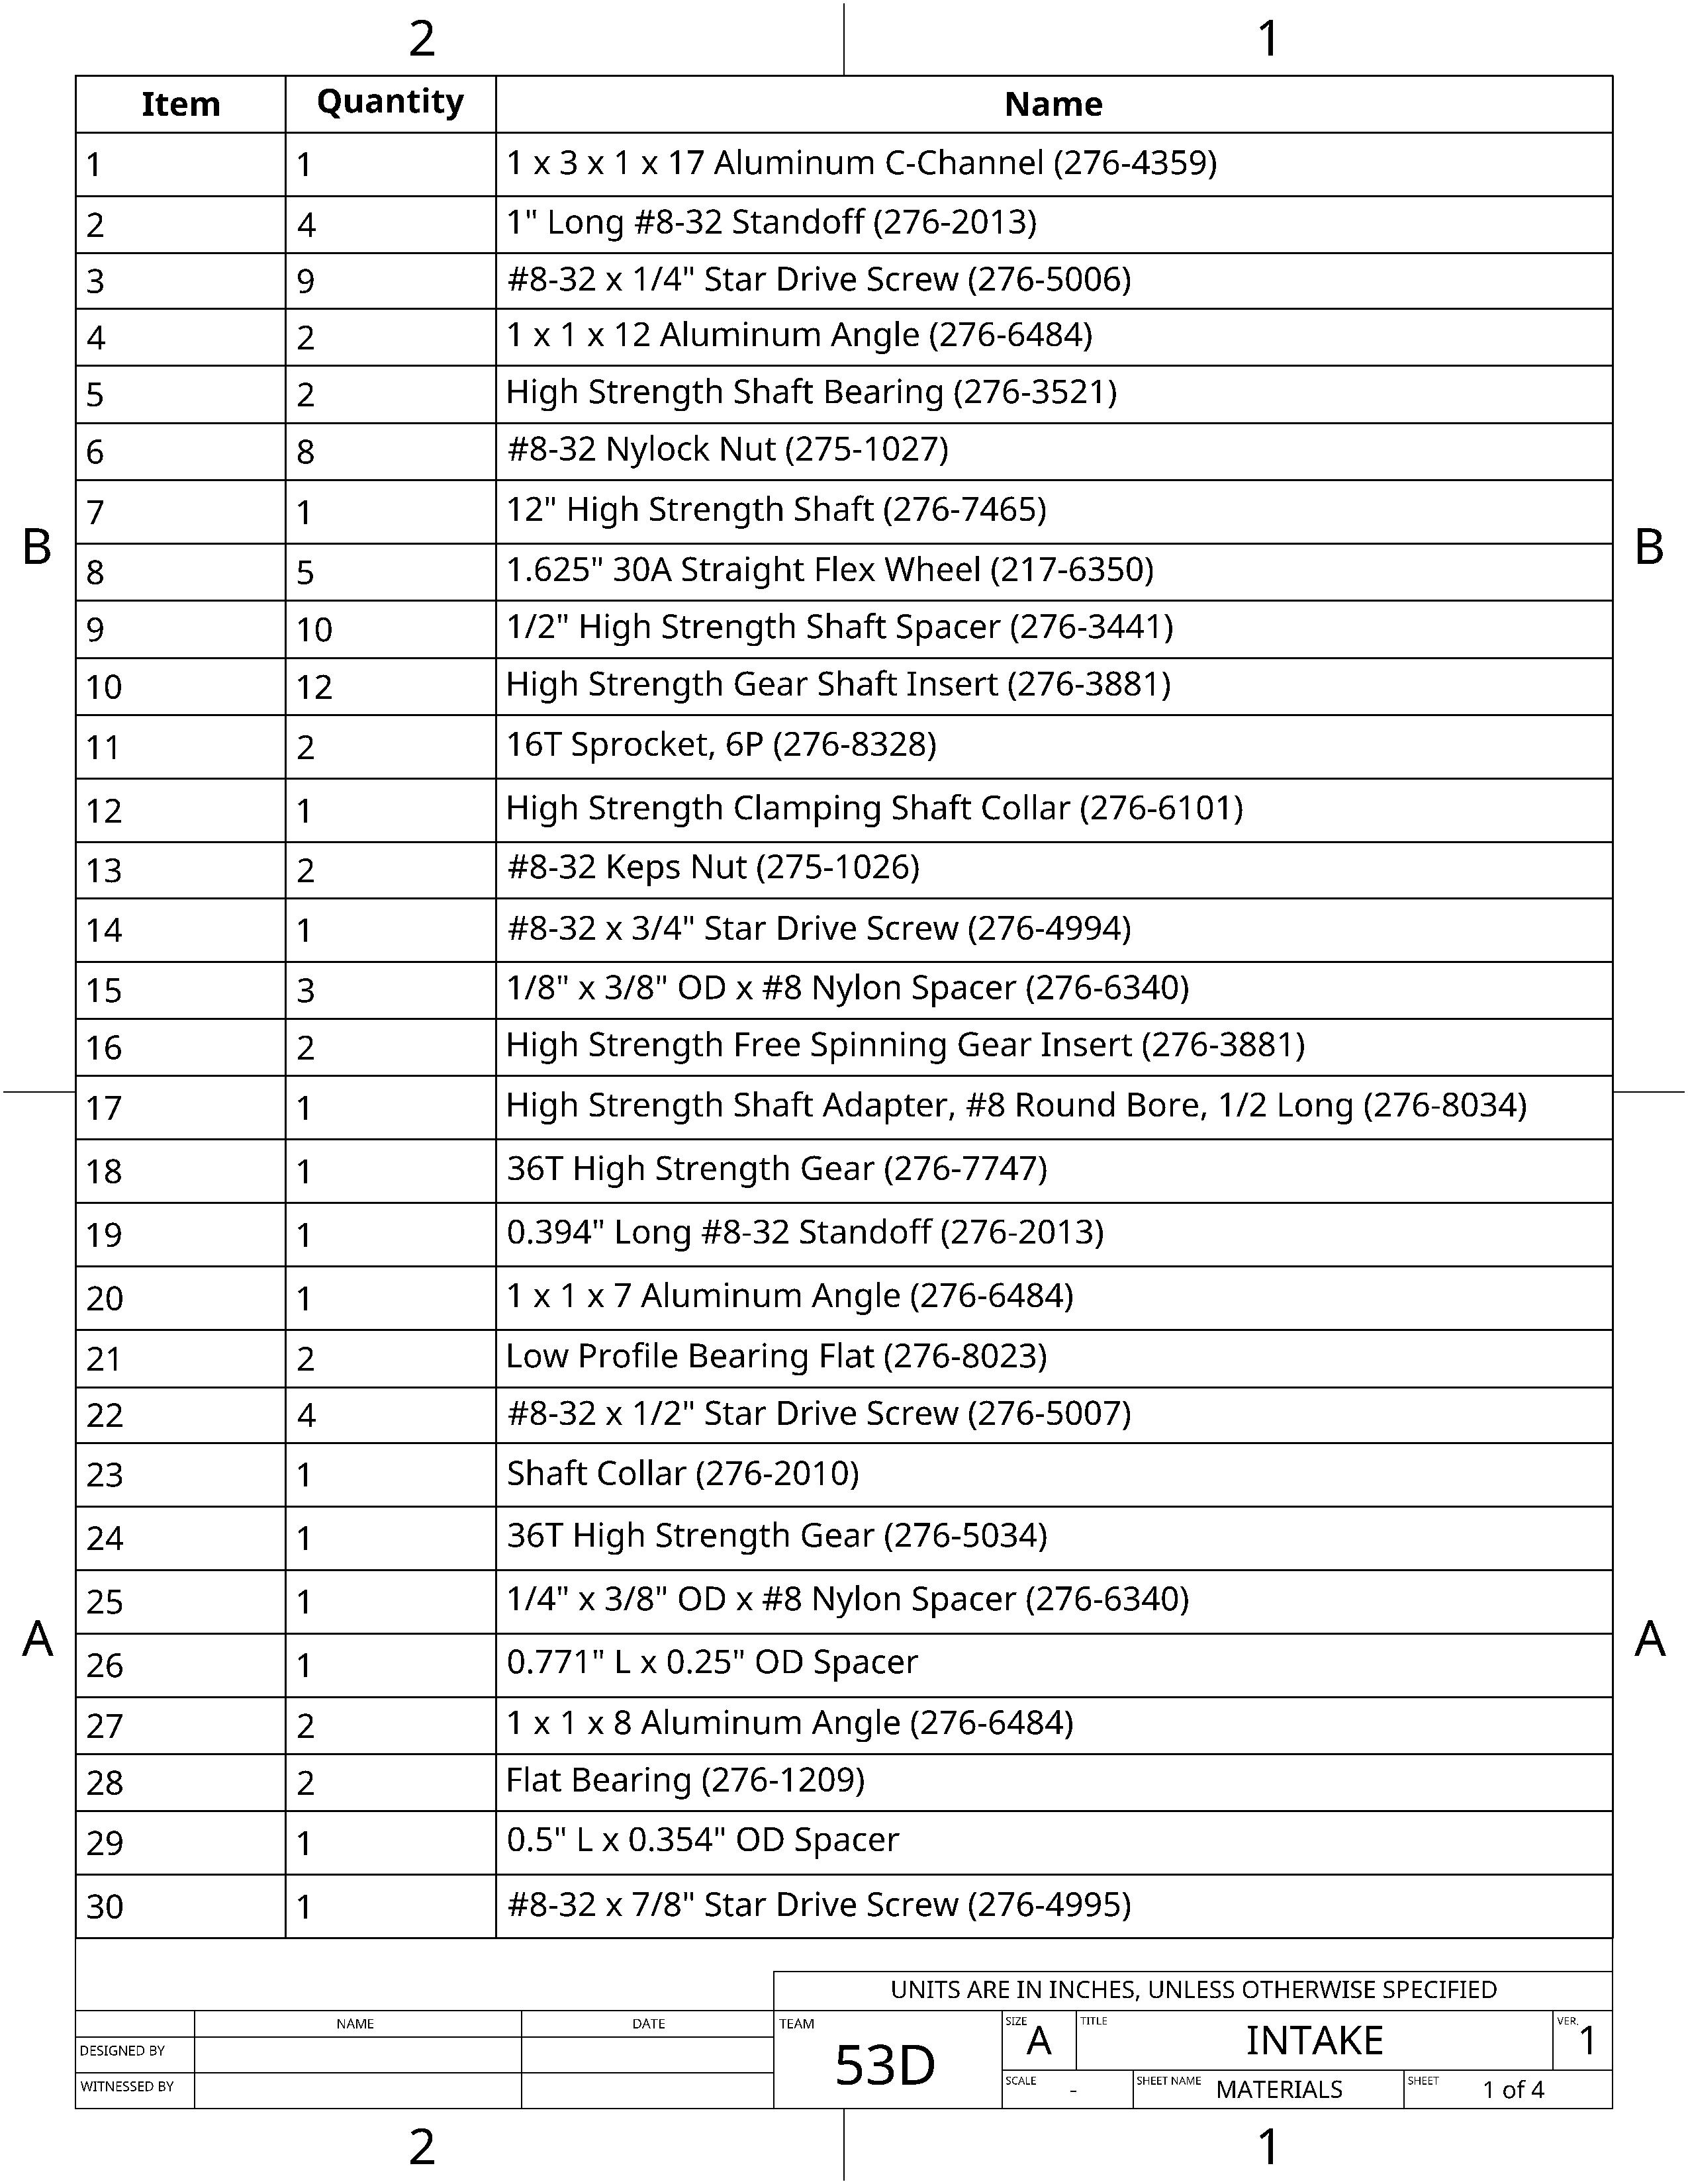 2 1
Item Quantity Name
1 1 1 x 3 x 1 x 17 Aluminum C-Channel (276-4359)
2 4 1" Long #8-32 Standoff (276-2013)
3 9 #8-32 x 1/4" Star Drive Screw (276-5006)
4 2 1 x 1 x 12 Aluminum Angle (276-6484)
5 2 High Strength Shaft Bearing (276-3521)
6 8 #8-32 Nylock Nut (275-1027)
7 1 12" High Strength Shaft (276-7465)
B B
8 5 1.625" 30A Straight Flex Wheel (217-6350)
9 10 1/2" High Strength Shaft Spacer (276-3441)
10 12 High Strength Gear Shaft Insert (276-3881)
11 2 16T Sprocket, 6P (276-8328)
12 1 High Strength Clamping Shaft Collar (276-6101)
13 2 #8-32 Keps Nut (275-1026)
14 1 #8-32 x 3/4" Star Drive Screw (276-4994)
15 3 1/8" x 3/8" OD x #8 Nylon Spacer (276-6340)
16 2 High Strength Free Spinning Gear Insert (276-3881)
17 1 High Strength Shaft Adapter, #8 Round Bore, 1/2 Long (276-8034)
18 1 36T High Strength Gear (276-7747)
19 1 0.394" Long #8-32 Standoff (276-2013)
20 1 1 x 1 x 7 Aluminum Angle (276-6484)
21 2 Low Profile Bearing Flat (276-8023)
22 4 #8-32 x 1/2" Star Drive Screw (276-5007)
23 1 Shaft Collar (276-2010)
24 1 36T High Strength Gear (276-5034)
25 1 1/4" x 3/8" OD x #8 Nylon Spacer (276-6340)
A A
26 1 0.771" L x 0.25" OD Spacer
27 2 1 x 1 x 8 Aluminum Angle (276-6484)
28 2 Flat Bearing (276-1209)
29 1 0.5" L x 0.354" OD Spacer
30 1 #8-32 x 7/8" Star Drive Screw (276-4995)
UNITS ARE IN INCHES, UNLESS OTHERWISE SPECIFIED
NAME DATE TEAM 53D SIZE A TITLE INTAKE VER. 1
DESIGNED BY
WITNESSED BY SCALE - SHEET NAME MATERIALS SHEET 1 of 4
2 1